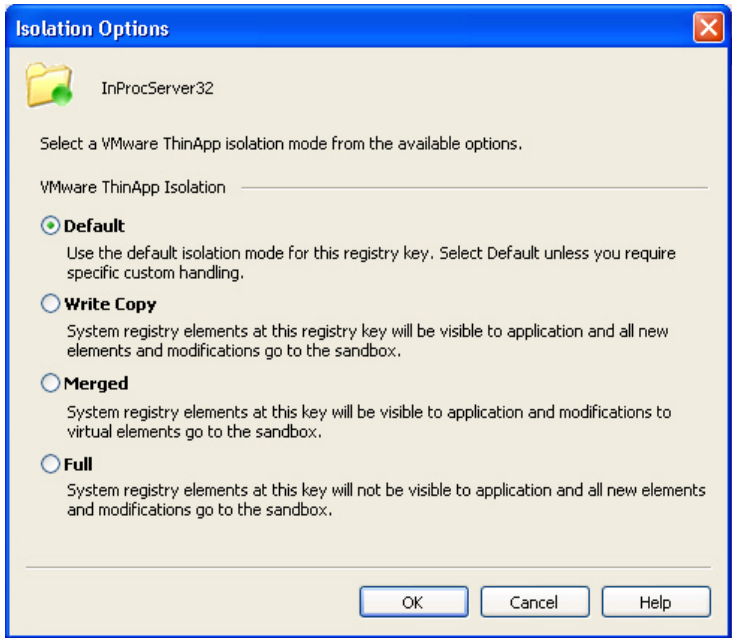 Isolation Options
InProcServer32
Select a VMware ThinApp isolation mode from the available options.
VMware ThinApp Isolation
Default
Use the default isolation mode for this registry key. Select Default unless you require
specific custom handling.
Write Copy
System registry elements at this registry key will be visible to application and all new
elements and modifications go to the sandbox.
Merged
System registry elements at this key will be visible to application and modifications to
virtual elements go to the sandbox.
Full
System registry elements at this key will not be visible to application and all new elements
and modifications go to the sandbox.
OK Cancel Help